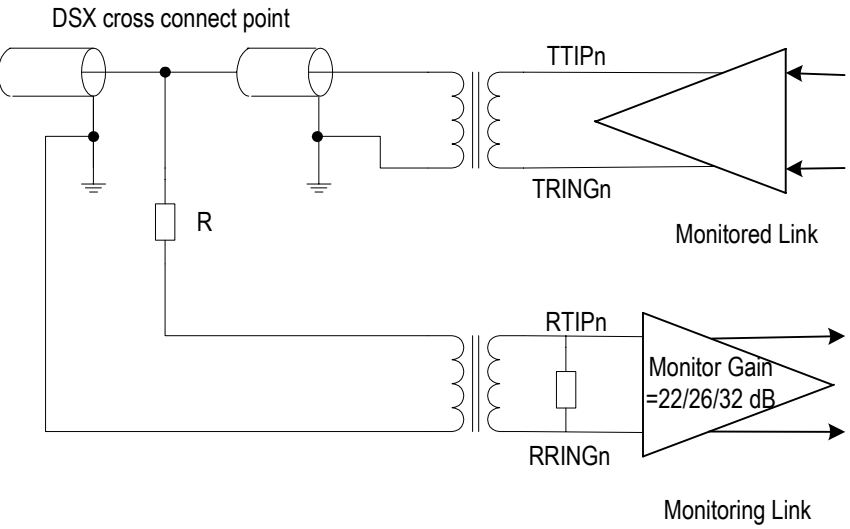 DSX cross connect point
TTIPn
TRINGn
R
Monitored Link
RTIPn
Monitor Gain
=22/26/32 dB
RRINGn
Monitoring Link